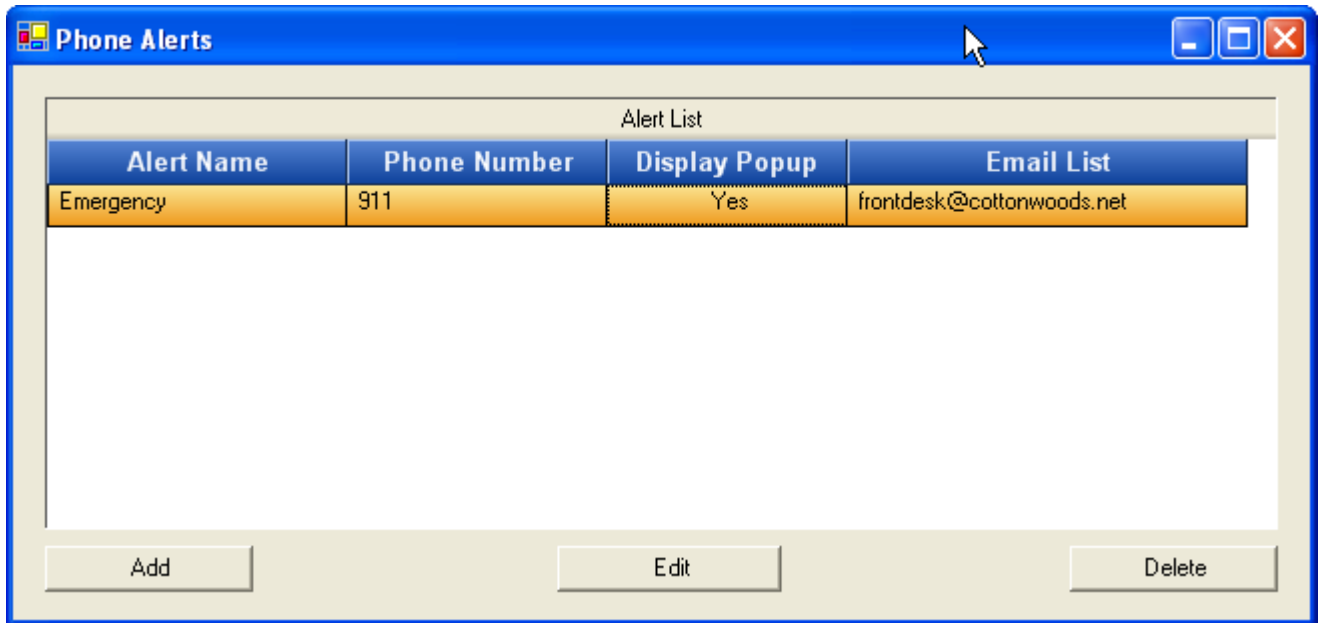 Phone Alerts
Alert List
Alert Name Phone Number Display Popup Email List
Emergency 911 Yes frontdesk@cottonwoods.net
Add Edit Delete